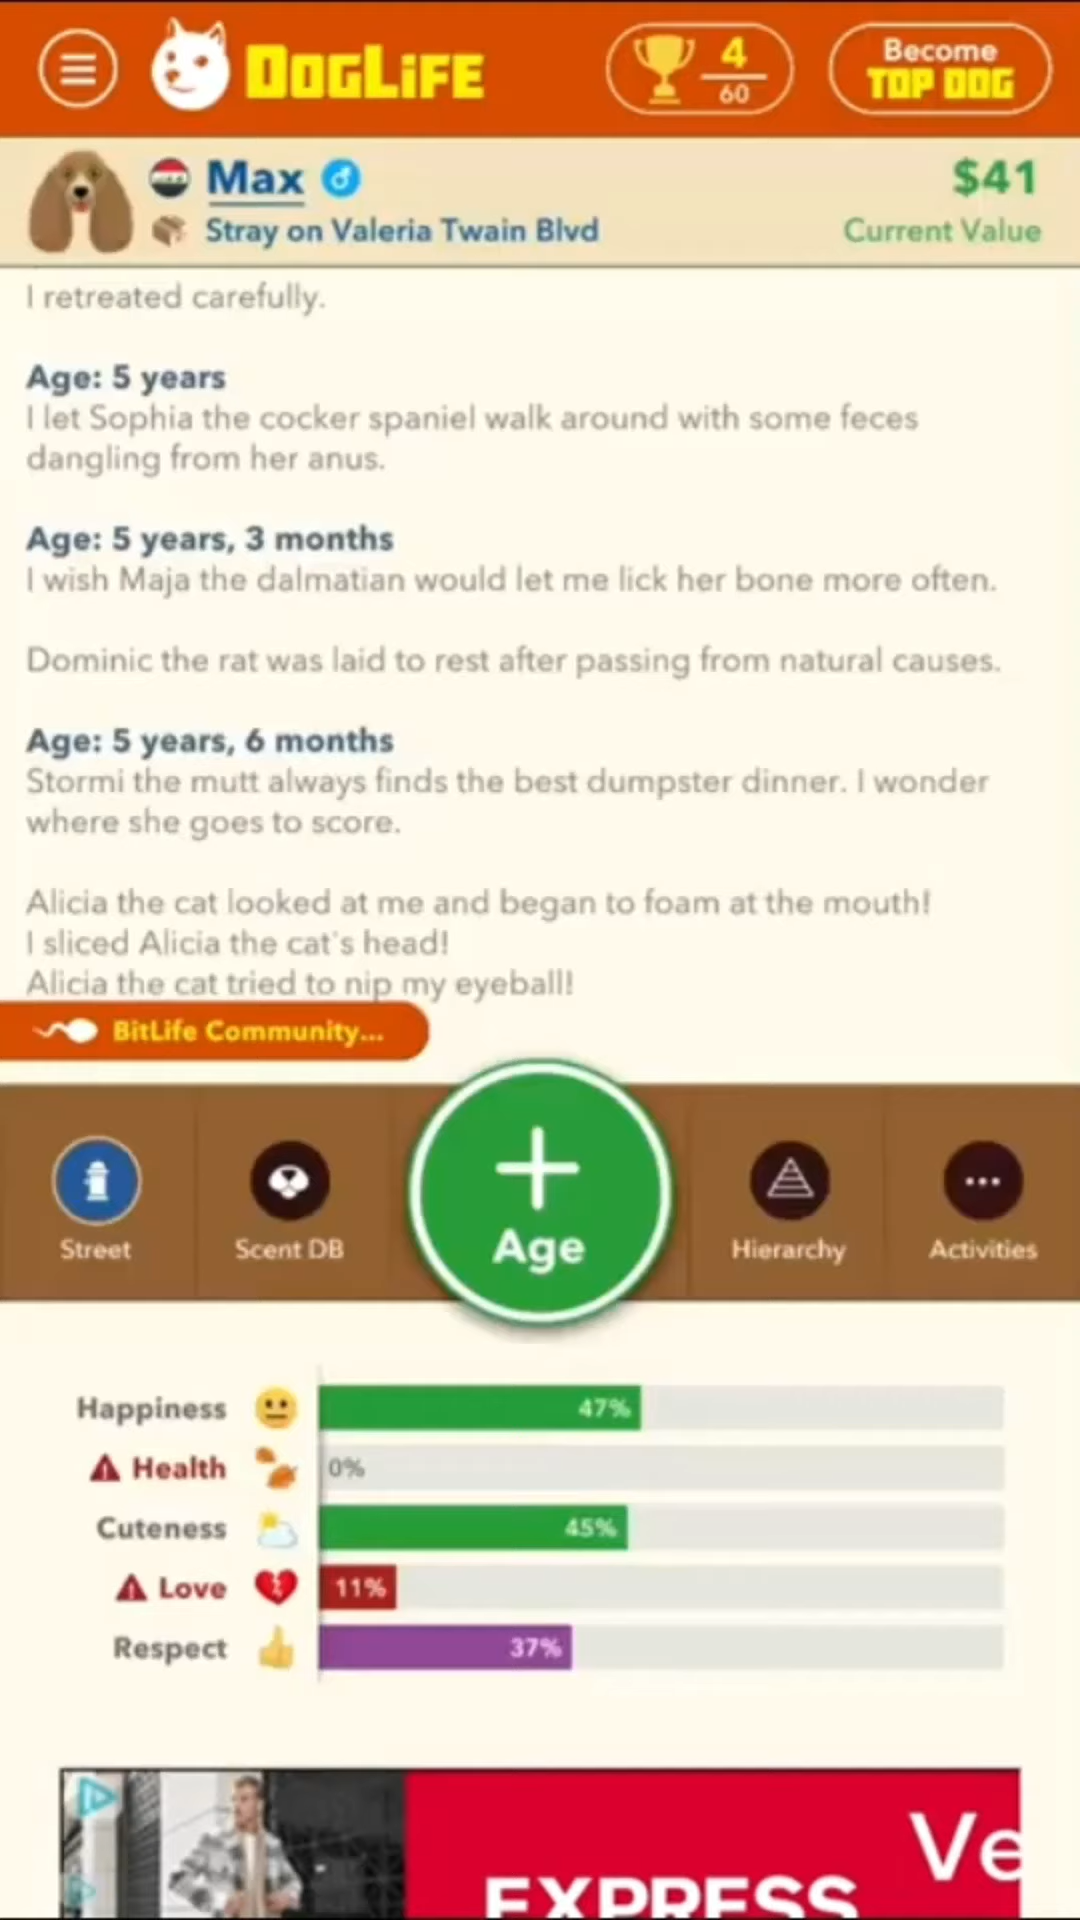 DOGLIFE
4
60
Become
TOP DOG
Max
$41
Stray on Valeria Twain Blvd
Current Value
I retreated carefully.
Age: 5 years
I let Sophia the cocker spaniel walk around with some feces
dangling from her anus.
Age: 5 years, 3 months
I wish Maja the dalmatian would let me lick her bone more often.
Dominic the rat was laid to rest after passing from natural causes.
Age: 5 years, 6 months
Stormi the mutt always finds the best dumpster dinner. I wonder
where she goes to score.
Alicia the cat looked at me and began to foam at the mouth!
I sliced Alicia the cat's head!
Alicia the cat tried to nip my eyeball!
BitLife Community...
Street
Scent DB
Age
Hierarchy
Activities
Happiness 47%
Health 0%
Cuteness 45%
Love 11%
Respect 37%
Ve
EXPRESS